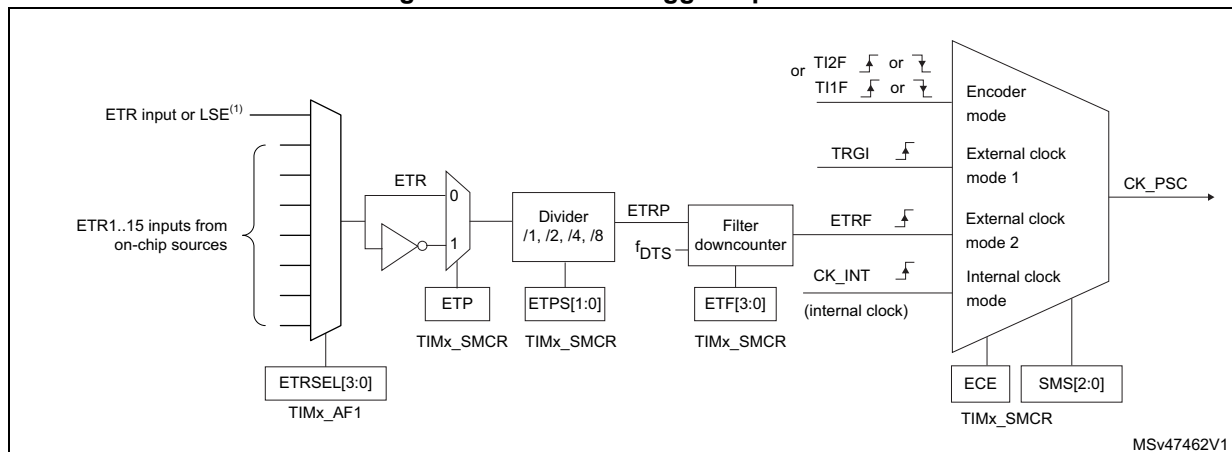 or TI2F or
TI1F or
Encoder
mode
ETR input or LSE(1)
TRGI
External clock
mode 1
CK_PSC
ETR
0
1
ETR1..15 inputs from
on-chip sources
Divider
/1, /2, /4, /8
ETRP
fDTS
Filter
downcounter
ETRF
External clock
mode 2
CK_INT
(internal clock)
Internal clock
mode
ETP
TIMx_SMCR
ETPS[1:0]
TIMx_SMCR
ETF[3:0]
TIMx_SMCR
ETRSEL[3:0]
TIMx_AF1
ECE
SMS[2:0]
TIMx_SMCR
MSv47462V1